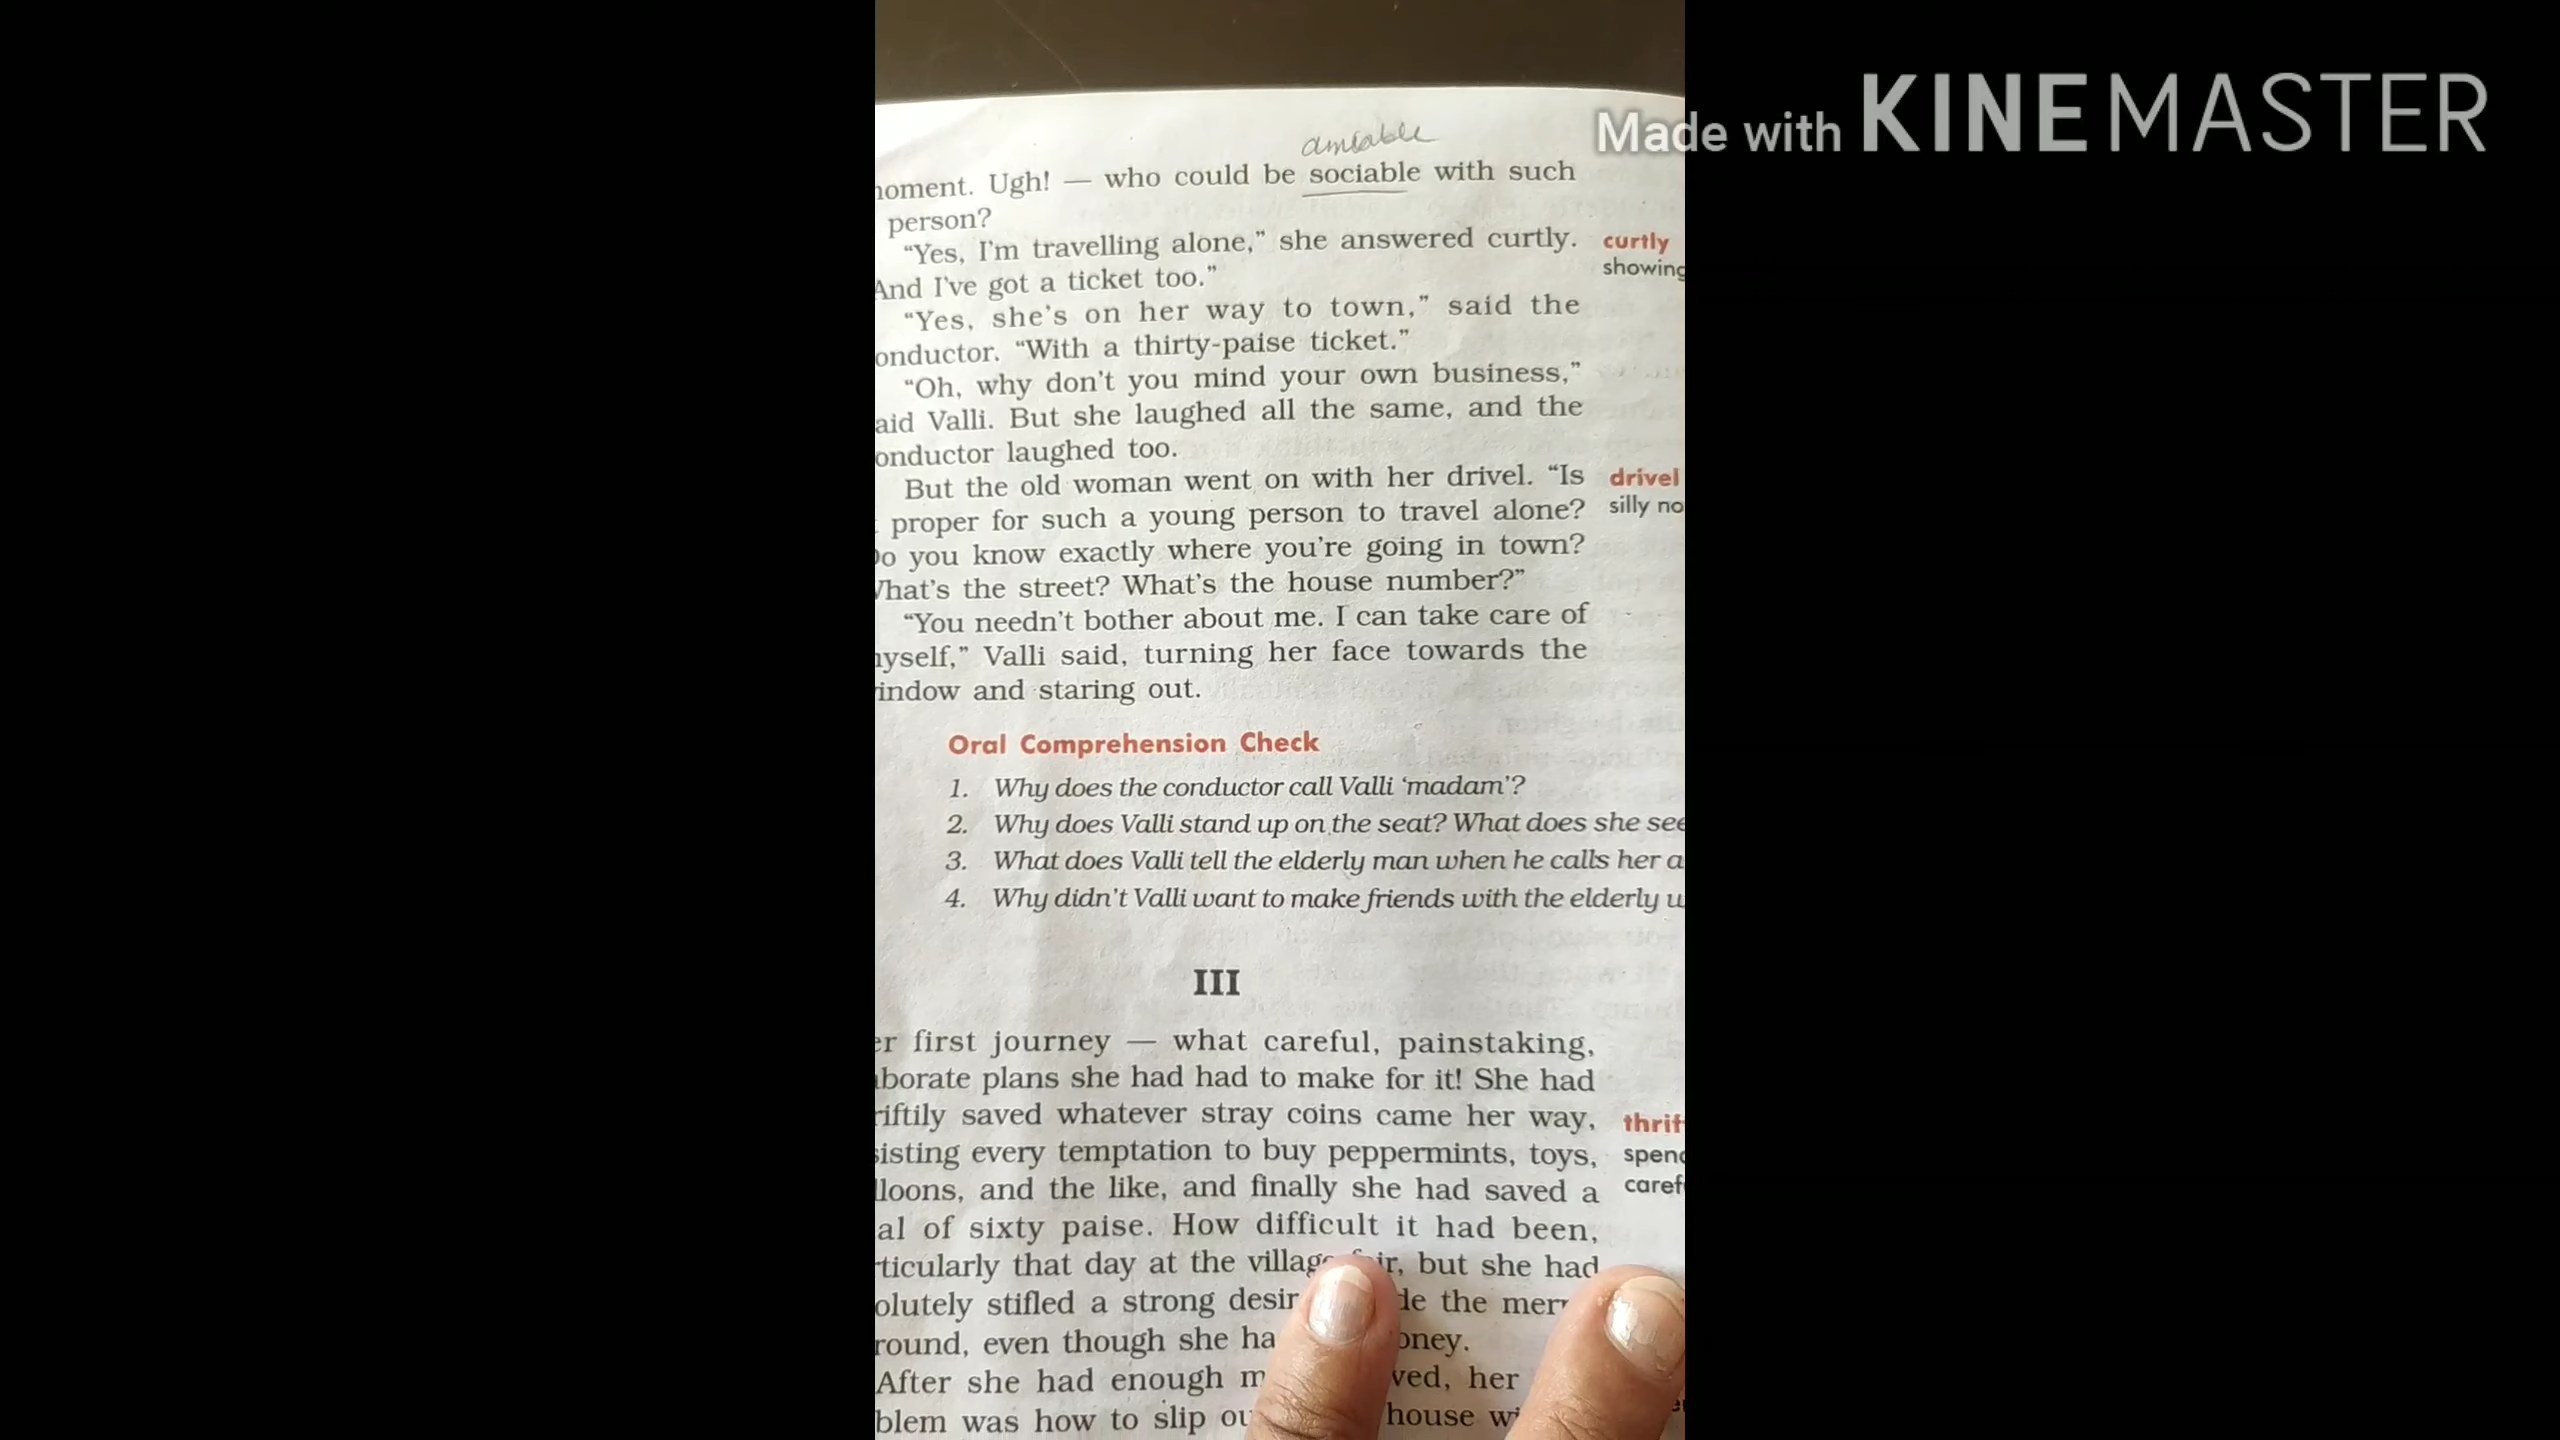 Made with KINEMASTER
amiable
oment. Ugh! — who could be sociable with such
person?
“Yes, I'm travelling alone,” she answered curtly.
And I've got a ticket too.”
curtly
showing
“Yes, she's on her way to town,” said the
onductor. “With a thirty-paise ticket.”
“Oh, why don't you mind your own business,”
aid Valli. But she laughed all the same, and the
onductor laughed too.
But the old woman went on with her drivel. “Is
proper for such a young person to travel alone?
drivel
silly no
o you know exactly where you're going in town?
hat's the street? What's the house number?”
“You needn't bother about me. I can take care of
yself,” Valli said, turning her face towards the
indow and staring out.
Oral Comprehension Check
1. Why does the conductor call Valli ‘madam’?
2. Why does Valli stand up on the seat? What does she see
3. What does Valli tell the elderly man when he calls her a
4. Why didn't Valli want to make friends with the elderly
III
er first journey — what careful, painstaking,
borate plans she had had to make for it! She had
iftily saved whatever stray coins came her way,
sisting every temptation to buy peppermints, toys,
lloons, and the like, and finally she had saved a
al of sixty paise. How difficult it had been,
thrif
spend
caref
ticularly that day at the village fair, but she had
olutely stifled a strong desir de the merr
round, even though she ha oney.
After she had enough m ved, her
blem was how to slip ou house wi